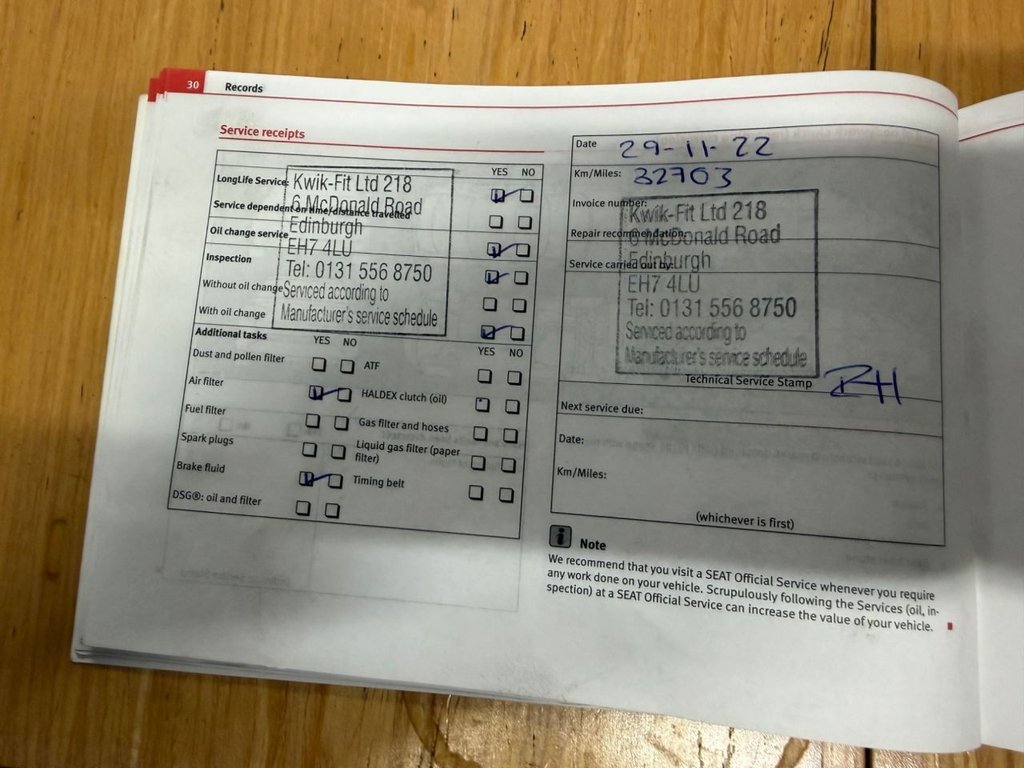 30 Records
Service receipts
YES NO
LongLife Service
Service dependent on time/distance travelled
Oil change service
Inspection
Without oil change
With oil change
Kwik-Fit Ltd 218
6 McDonald Road
Edinburgh
EH7 4LU
Tel: 0131 556 8750
Serviced according to
Manufacturer's service schedule
Additional tasks YES NO YES NO
Dust and pollen filter ATF
Air filter HALDEX clutch (oil)
Fuel filter Gas filter and hoses
Spark plugs Liquid gas filter (paper
filter)
Brake fluid Timing belt
DSG®: oil and filter
Date 29-11-22
Km/Miles: 32703
Invoice number:
Repair recommendation:
Service carried out by:
Kwik-Fit Ltd 218
6 McDonald Road
Edinburgh
EH7 4LU
Tel: 0131 556 8750
Serviced according to
Manufacturer's service schedule
Technical Service Stamp
Next service due:
Date:
Km/Miles:
(whichever is first)
i Note
We recommend that you visit a SEAT Official Service whenever you require
any work done on your vehicle. Scrupulously following the Services (oil, in-
spection) at a SEAT Official Service can increase the value of your vehicle.